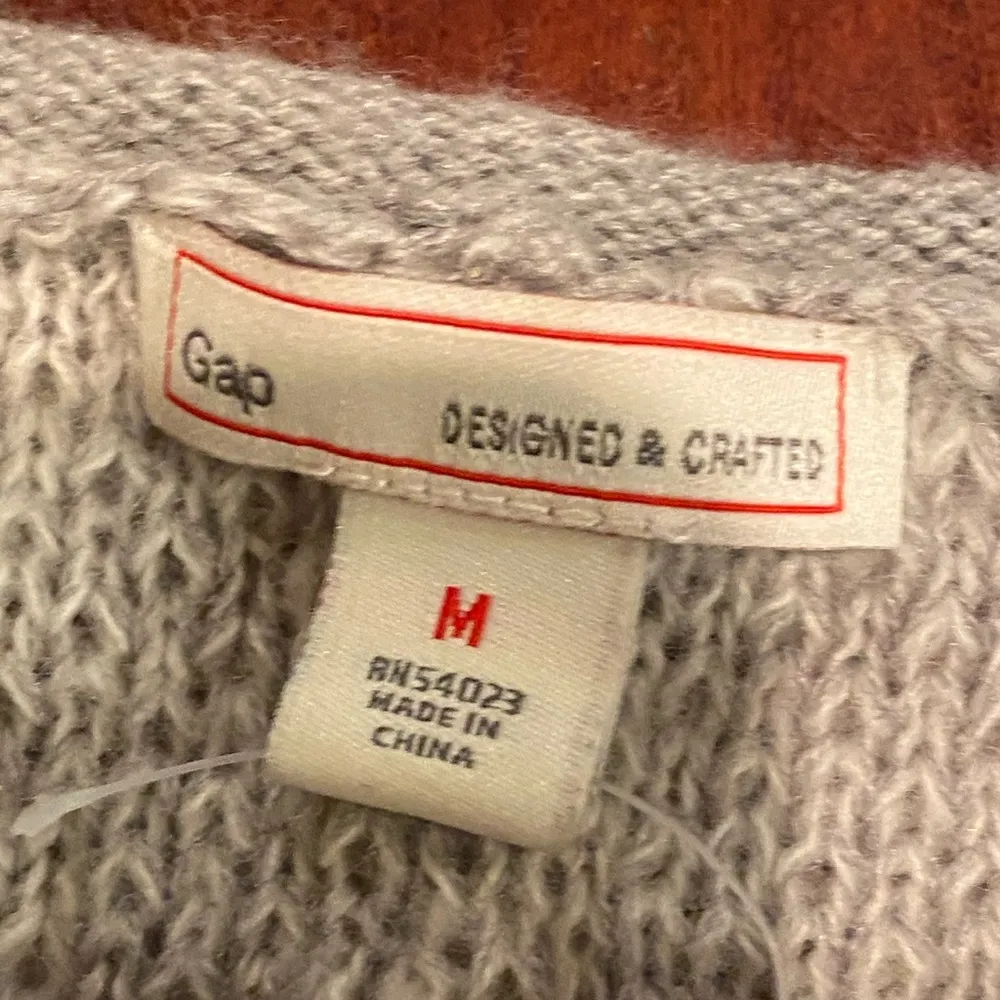 Gap
DESIGNED & CRAFTED
M
RN54023
MADE IN
CHINA